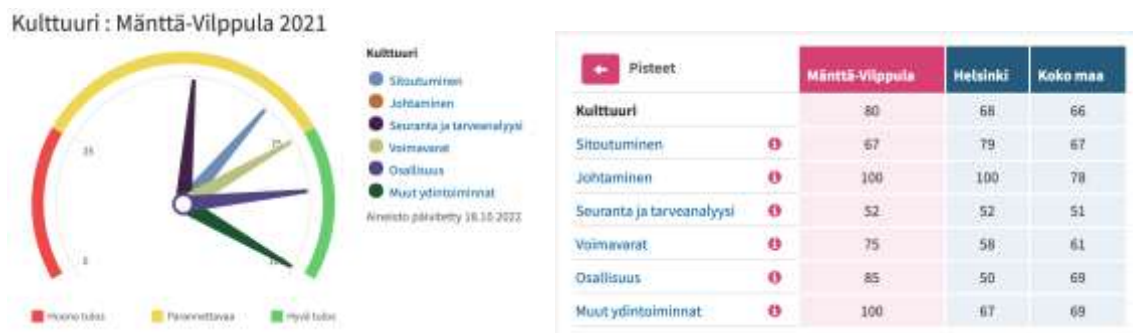 Kulttuuri : Mänttä-Vilppula 2021
Kulttuuri
Sitoutuminen
Johtaminen
Seuranta ja tarveanalyysi
Voimavarat
Osallisuus
Muut ydintoiminnat
Aineisto päivitetty 18.10.2022
25
75
0
Huono tulos
Parannettavaa
Hyvä tulos
Pisteet Mänttä-Vilppula Helsinki Koko maa
Kulttuuri 80 68 66
Sitoutuminen 67 79 67
Johtaminen 100 100 78
Seuranta ja tarveanalyysi 52 52 51
Voimavarat 75 58 61
Osallisuus 85 50 69
Muut ydintoiminnat 100 67 69